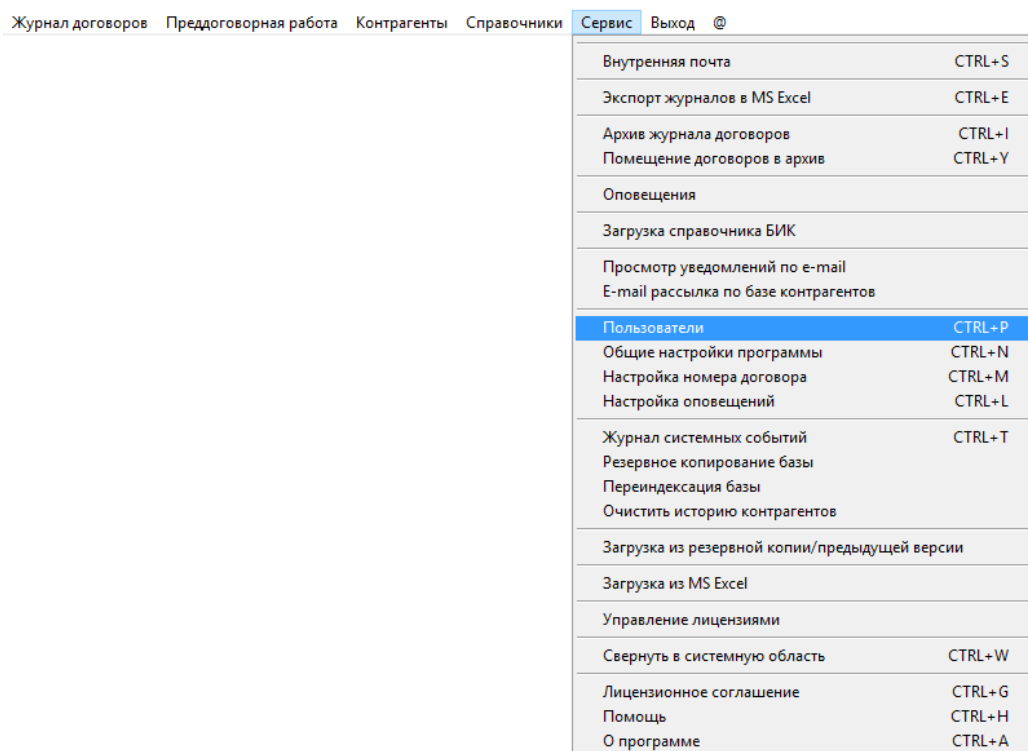 Журнал договоров Преддоговорная работа Контрагенты Справочники Сервис Выход @
Внутренняя почта CTRL+S
Экспорт журналов в MS Excel CTRL+E
Архив журнала договоров CTRL+I
Помещение договоров в архив CTRL+Y
Оповещения
Загрузка справочника БИК
Просмотр уведомлений по e-mail
E-mail рассылка по базе контрагентов
Пользователи CTRL+P
Общие настройки программы CTRL+N
Настройка номера договора CTRL+M
Настройка оповещений CTRL+L
Журнал системных событий CTRL+T
Резервное копирование базы
Переиндексация базы
Очистить историю контрагентов
Загрузка из резервной копии/предыдущей версии
Загрузка из MS Excel
Управление лицензиями
Свернуть в системную область CTRL+W
Лицензионное соглашение CTRL+G
Помощь CTRL+H
О программе CTRL+A